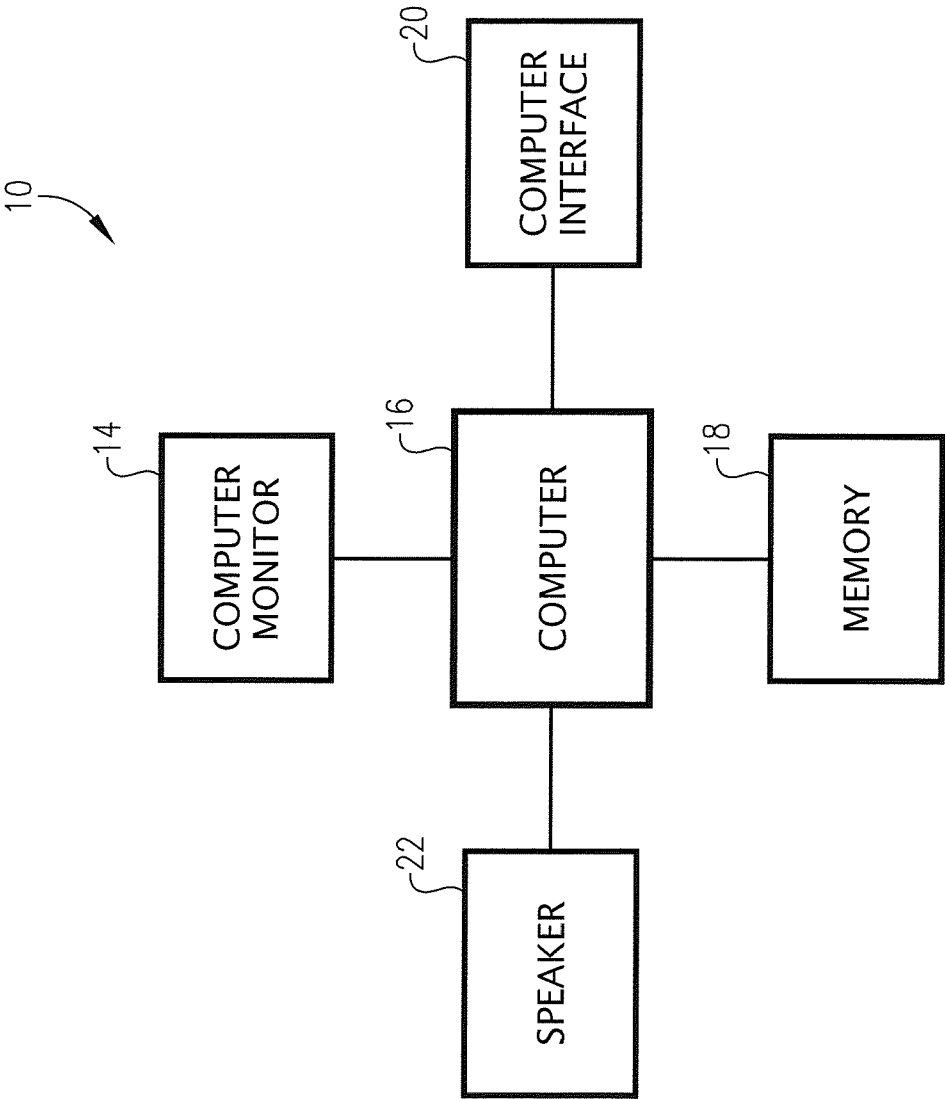 10
14
COMPUTER
MONITOR
22
SPEAKER
16
COMPUTER
20
COMPUTER
INTERFACE
18
MEMORY